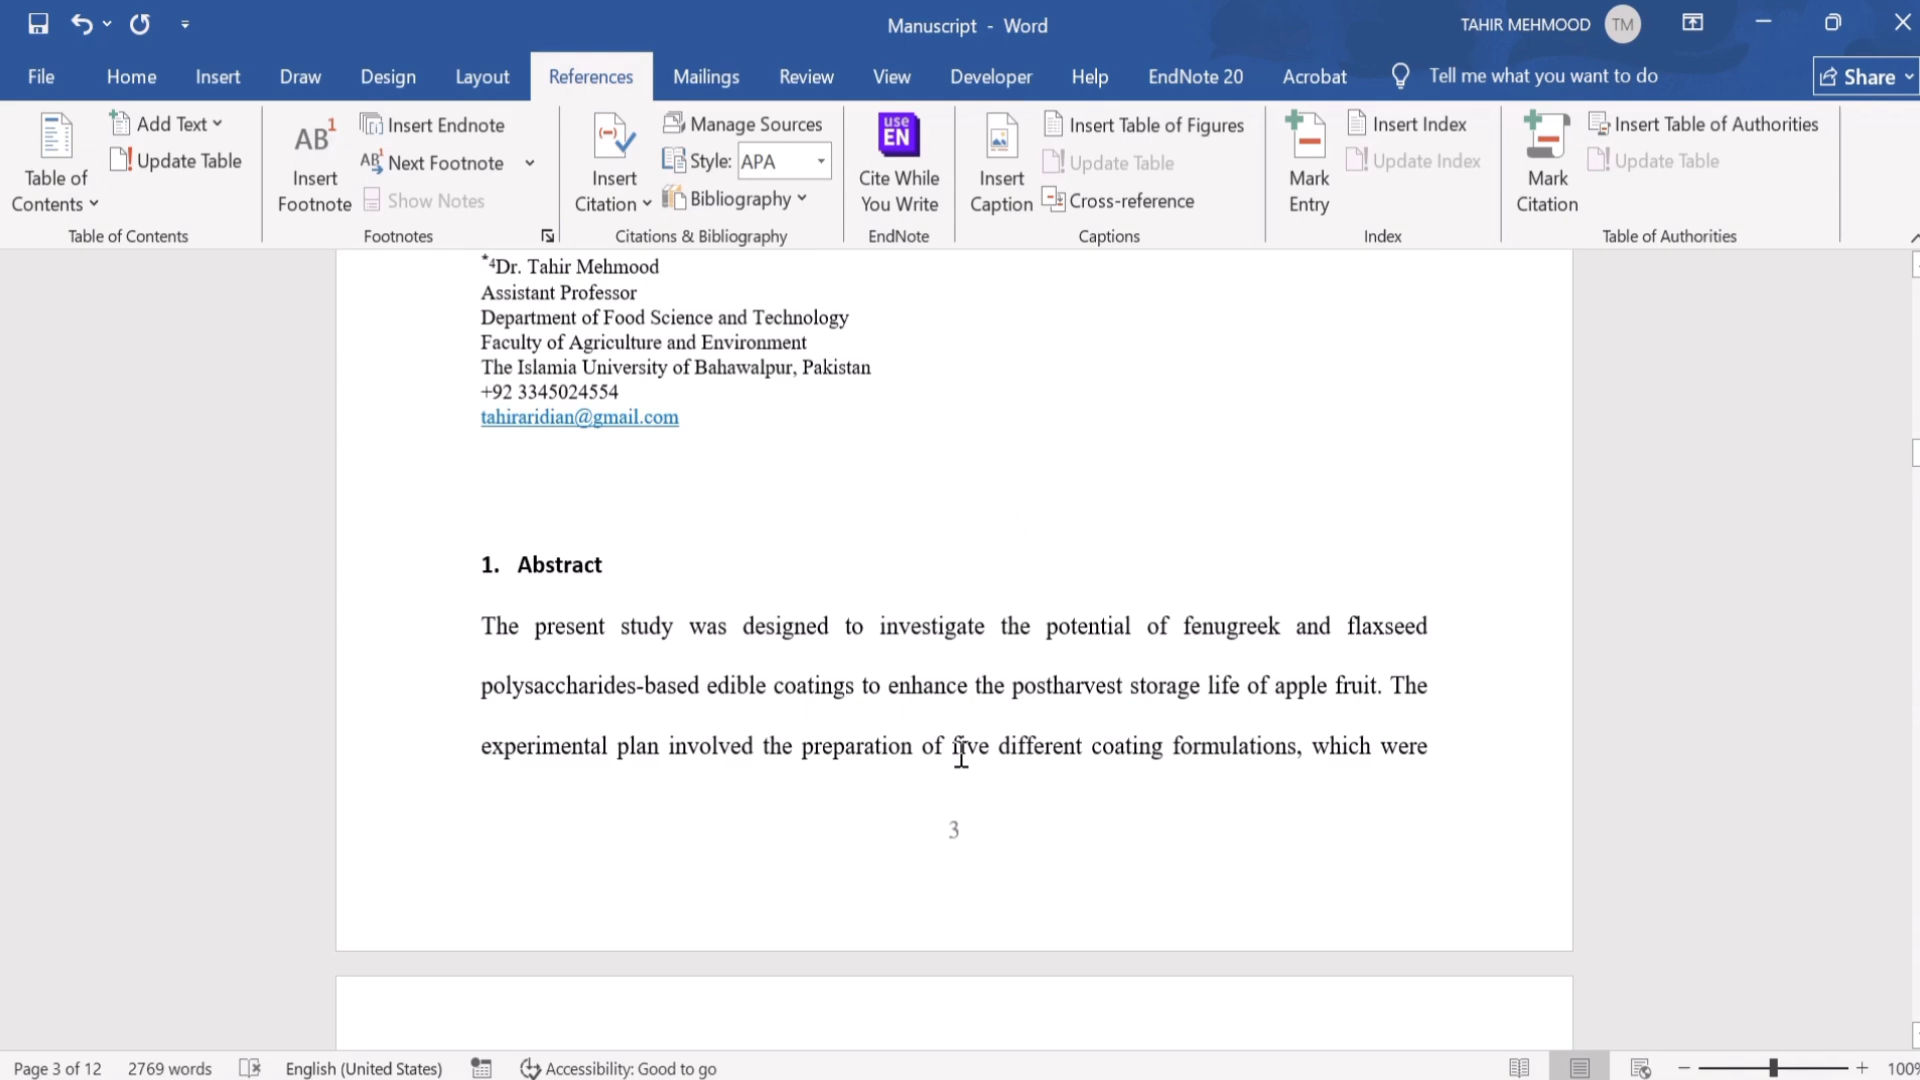 Manuscript - Word
TAHIR MEHMOOD TM
File Home Insert Draw Design Layout References Mailings Review View Developer Help EndNote 20 Acrobat Tell me what you want to do Share
Table of Contents
Add Text
Update Table
Table of Contents
AB1
Insert Footnote
Insert Endnote
AB1 Next Footnote
Show Notes
Footnotes
Insert Citation
Manage Sources
Style: APA
Bibliography
Citations & Bibliography
use EN
Cite While You Write
EndNote
Insert Caption
Insert Table of Figures
Update Table
Cross-reference
Captions
Mark Entry
Insert Index
Update Index
Index
Mark Citation
Insert Table of Authorities
Update Table
Table of Authorities
*4Dr. Tahir Mehmood
Assistant Professor
Department of Food Science and Technology
Faculty of Agriculture and Environment
The Islamia University of Bahawalpur, Pakistan
+92 3345024554
tahiraridian@gmail.com
1. Abstract
The present study was designed to investigate the potential of fenugreek and flaxseed
polysaccharides-based edible coatings to enhance the postharvest storage life of apple fruit. The
experimental plan involved the preparation of five different coating formulations, which were
3
Page 3 of 12 2769 words English (United States) Accessibility: Good to go 100%